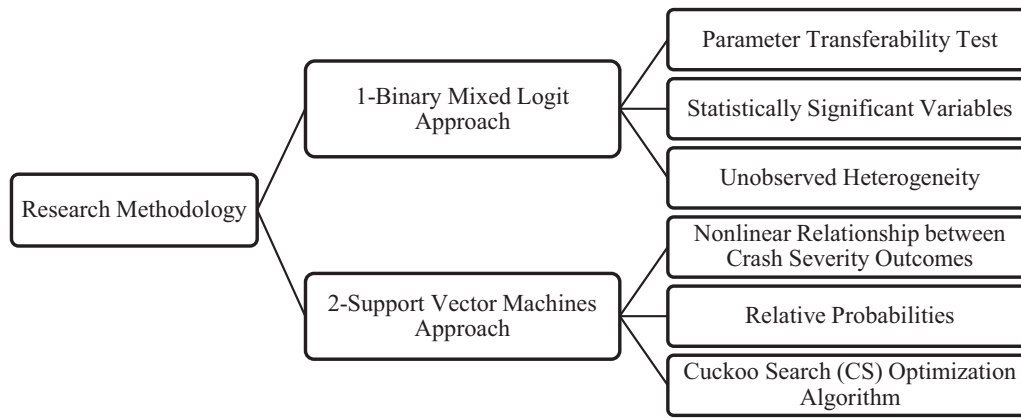 Research Methodology
1-Binary Mixed Logit
Approach
Parameter Transferability Test
Statistically Significant Variables
Unobserved Heterogeneity
2-Support Vector Machines
Approach
Nonlinear Relationship between
Crash Severity Outcomes
Relative Probabilities
Cuckoo Search (CS) Optimization
Algorithm